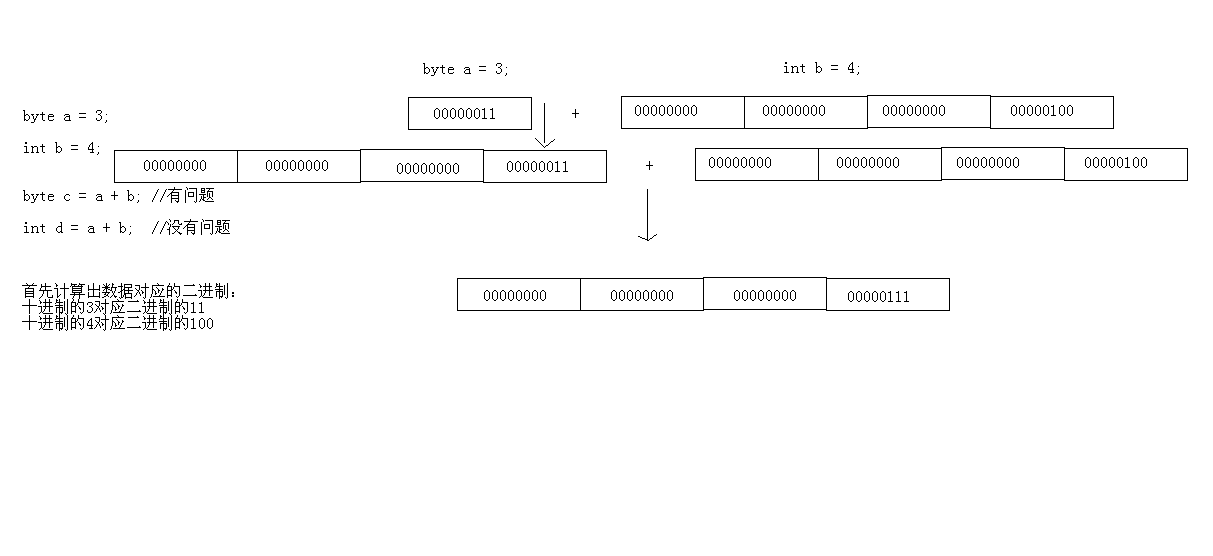 byte a = 3;
int b = 4;
byte a = 3;
00000011
+
00000000 00000000 00000000 00000100
int b = 4;
00000000 00000000 00000000 00000011
+
00000000 00000000 00000000 00000100
byte c = a + b; //有问题
int d = a + b; //没有问题
首先计算出数据对应的二进制:
十进制的3对应二进制的11
十进制的4对应二进制的100
00000000 00000000 00000000 00000111